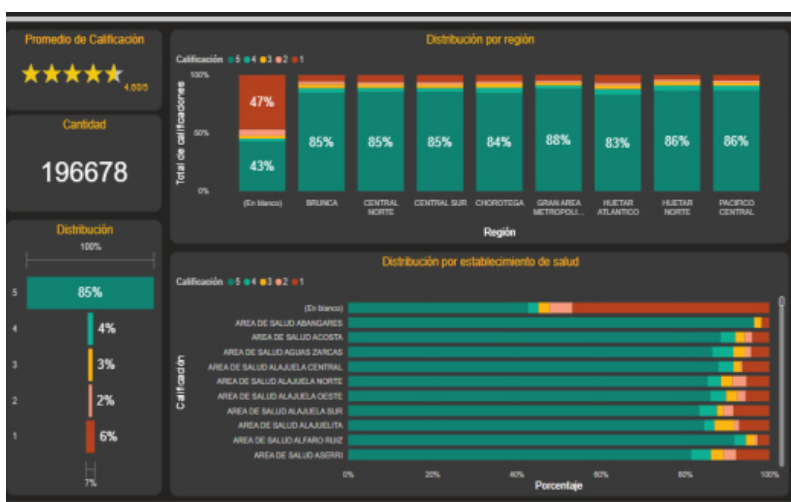 Promedio de Calificación
4.60/5
Cantidad
196678
Distribución
100%
5 85%
4 4%
3 3%
2 2%
1 6%
7%
Distribución por región
Calificación 5 4 3 2 1
Total de calificaciones
100%
50%
0%
47%
43%
85%
85%
85%
84%
88%
83%
86%
86%
(En blanco)
BRUNCA
CENTRAL NORTE
CENTRAL SUR
CHOROTEGA
GRAN AREA METROPOLI...
HUETAR ATLANTICO
HUETAR NORTE
PACIFICO CENTRAL
Región
Distribución por establecimiento de salud
Calificación 5 4 3 2 1
Calificación
(En blanco)
AREA DE SALUD ABANGARES
AREA DE SALUD ACOSTA
AREA DE SALUD AGUAS ZARCAS
AREA DE SALUD ALAJUELA CENTRAL
AREA DE SALUD ALAJUELA NORTE
AREA DE SALUD ALAJUELA OESTE
AREA DE SALUD ALAJUELA SUR
AREA DE SALUD ALAJUELITA
AREA DE SALUD ALFARO RUIZ
AREA DE SALUD ASERRI
0% 20% 40% 60% 80% 100%
Porcentaje